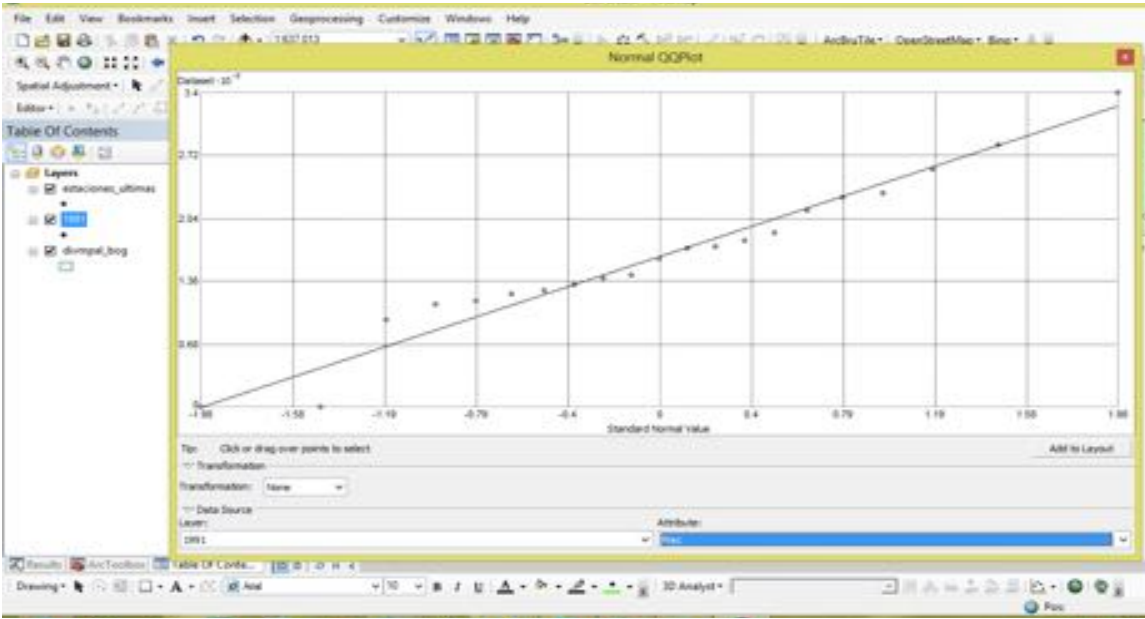 File Edit View Bookmarks Insert Selection Geoprocessing Customize Windows Help
ArcBruTile OpenStreetMap Bing
Normal QQPlot
Spatial Adjustment
Editor
Table Of Contents
Layers
estaciones_ultimas
1991
divmpal_bog
Dataset · 10
3.4
2.72
2.04
1.36
0.68
0
-1.98 -1.58 -1.19 -0.79 -0.4 0 0.4 0.79 1.19 1.58 1.98
Standard Normal Value
Tip: Click or drag over points to select
Add to Layout
Transformation
Transformation: None
Data Source
Layer: Attribute:
1991
Results ArcToolbox Table Of Conte...
Drawing A Arial 10 B I U A 3D Analyst